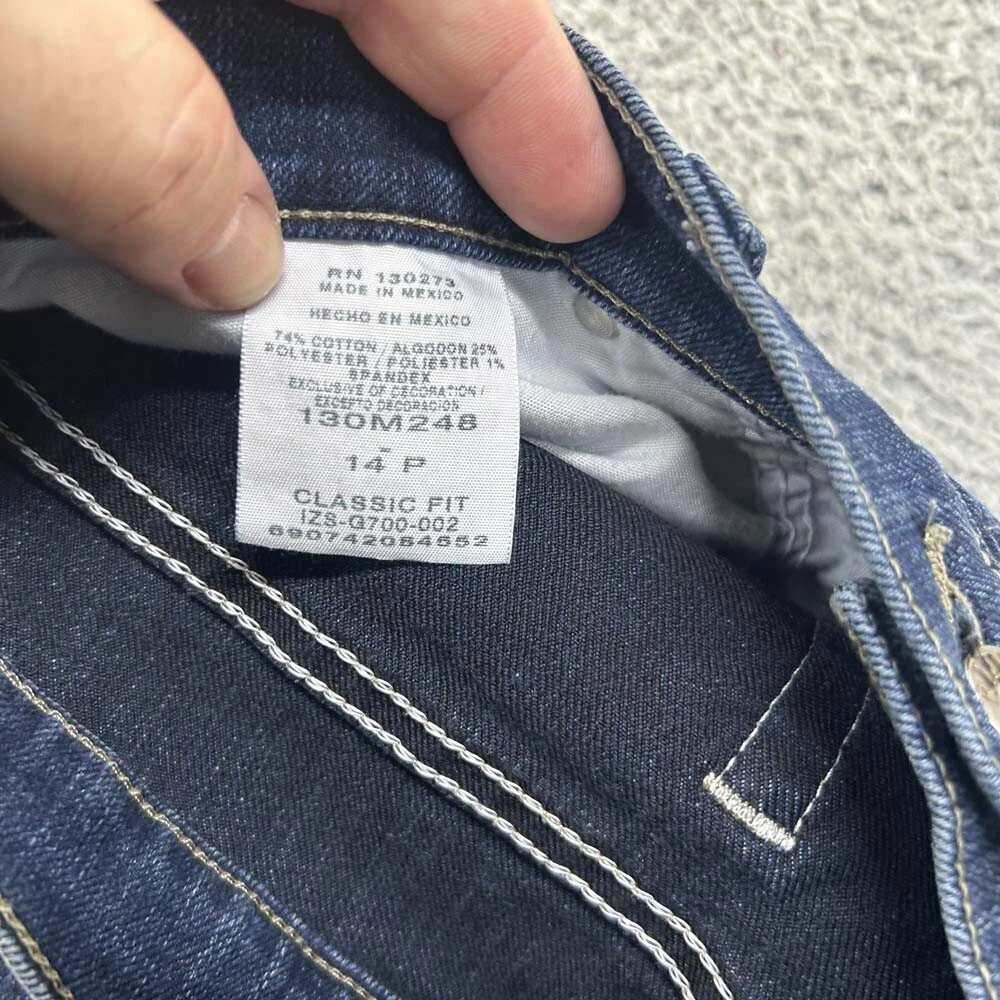 RN 130273
MADE IN MEXICO
HECHO EN MEXICO
74% COTTON / ALGODON 25%
POLYESTER / POLIESTER 1%
SPANDEX
EXCLUSIVE OF DECORATION /
EXCEPTO DECORACION
130M248
14 P
CLASSIC FIT
IZS-G700-002
690742084552